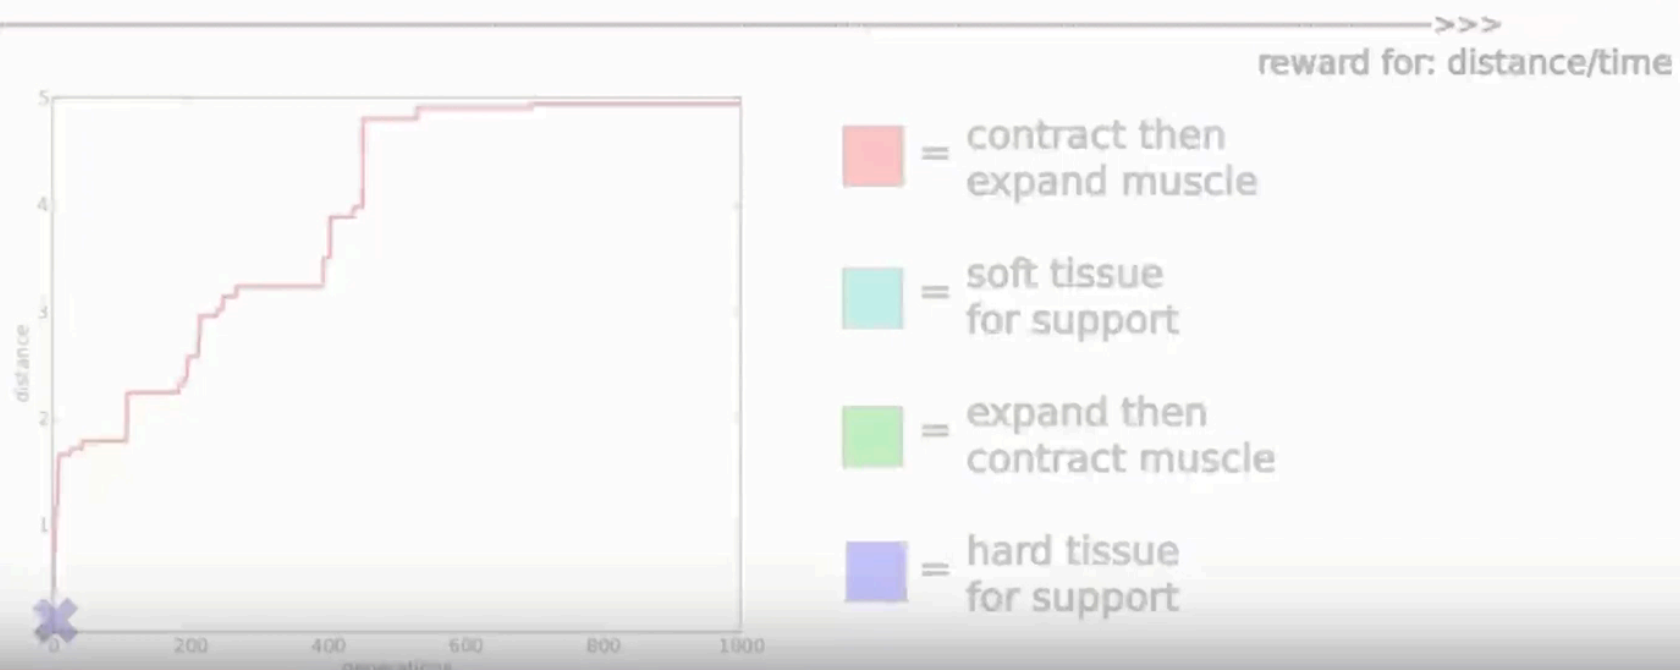 >>>
reward for: distance/time
5
4
3
2
1
distance
0
200
400
600
800
1000
generations
= contract then
expand muscle
= soft tissue
for support
= expand then
contract muscle
= hard tissue
for support